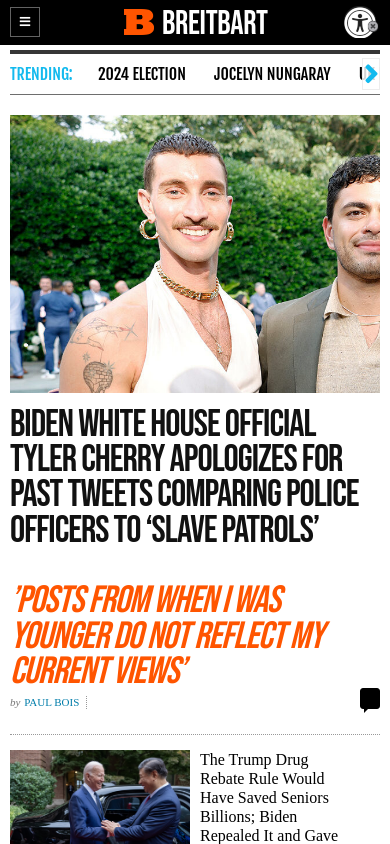 BREITBART
TRENDING: 2024 ELECTION JOCELYN NUNGARAY
BIDEN WHITE HOUSE OFFICIAL
TYLER CHERRY APOLOGIZES FOR
PAST TWEETS COMPARING POLICE
OFFICERS TO ‘SLAVE PATROLS’
’POSTS FROM WHEN I WAS
YOUNGER DO NOT REFLECT MY
CURRENT VIEWS’
by PAUL BOIS
The Trump Drug
Rebate Rule Would
Have Saved Seniors
Billions; Biden
Repealed It and Gave